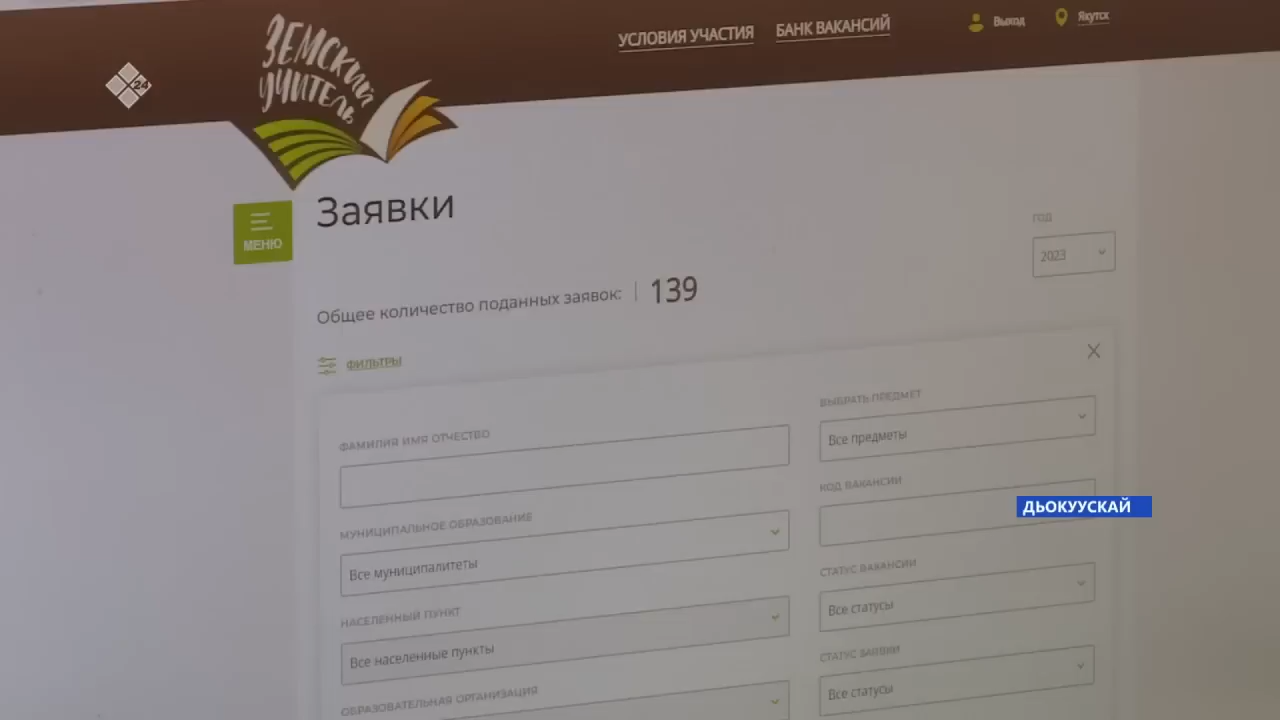 ЗЕМСКИЙ
УЧИТЕЛЬ
УСЛОВИЯ УЧАСТИЯ
БАНК ВАКАНСИЙ
Выход
Якутск
24
МЕНЮ
Заявки
ГОД
2023
Общее количество поданных заявок: 139
ФИЛЬТРЫ
ФАМИЛИЯ ИМЯ ОТЧЕСТВО
ВЫБРАТЬ ПРЕДМЕТ
Все предметы
МУНИЦИПАЛЬНОЕ ОБРАЗОВАНИЕ
Все муниципалитеты
КОД ВАКАНСИИ
ДЬОКУУСКАЙ
НАСЕЛЕННЫЙ ПУНКТ
Все населенные пункты
СТАТУС ВАКАНСИИ
Все статусы
ОБРАЗОВАТЕЛЬНАЯ ОРГАНИЗАЦИЯ
СТАТУС ЗАЯВКИ
Все статусы